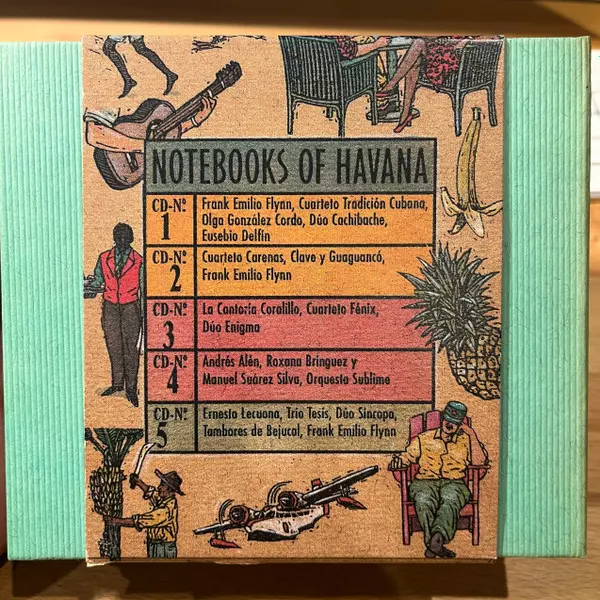 NOTEBOOKS OF HAVANA
CD-Nº 1
Frank Emilio Flynn, Cuarteto Tradición Cubana,
Olga González Cordo, Dúo Cachibache,
Eusebio Delfín
CD-Nº 2
Cuarteto Carenas, Clave y Guaguancó,
Frank Emilio Flynn
CD-Nº 3
La Cantoría Coralillo, Cuarteto Fénix,
Dúo Enigma
CD-Nº 4
Andrés Alén, Roxana Bringuez y
Manuel Suárez Silva, Orquesta Sublime
CD-Nº 5
Ernesto Lecuona, Trio Tesis, Dúo Síncopa,
Tambores de Bejucal, Frank Emilio Flynn